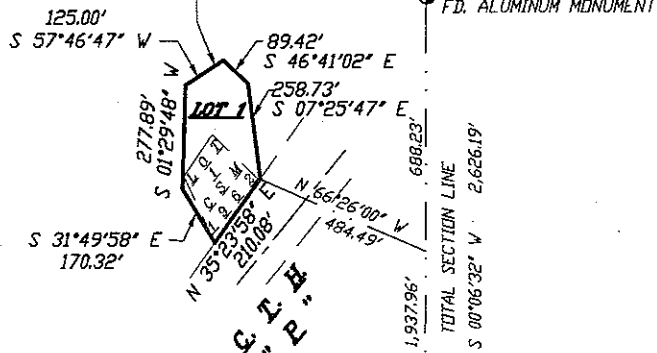 FD. ALUMINUM MONUMENT
125.00'
S 57°46'47" W
89.42'
S 46°41'02" E
258.73'
S 07°25'47" E
LOT 1
277.89'
S 01°29'48" W
688.23'
TOTAL SECTION LINE
S 00°06'32" W 2,626.19'
N 66°26'00" W
484.49'
S 31°49'58" E
170.32'
N 35°23'58" E
210.08'
1,937.96'
C. T. H.
" P "